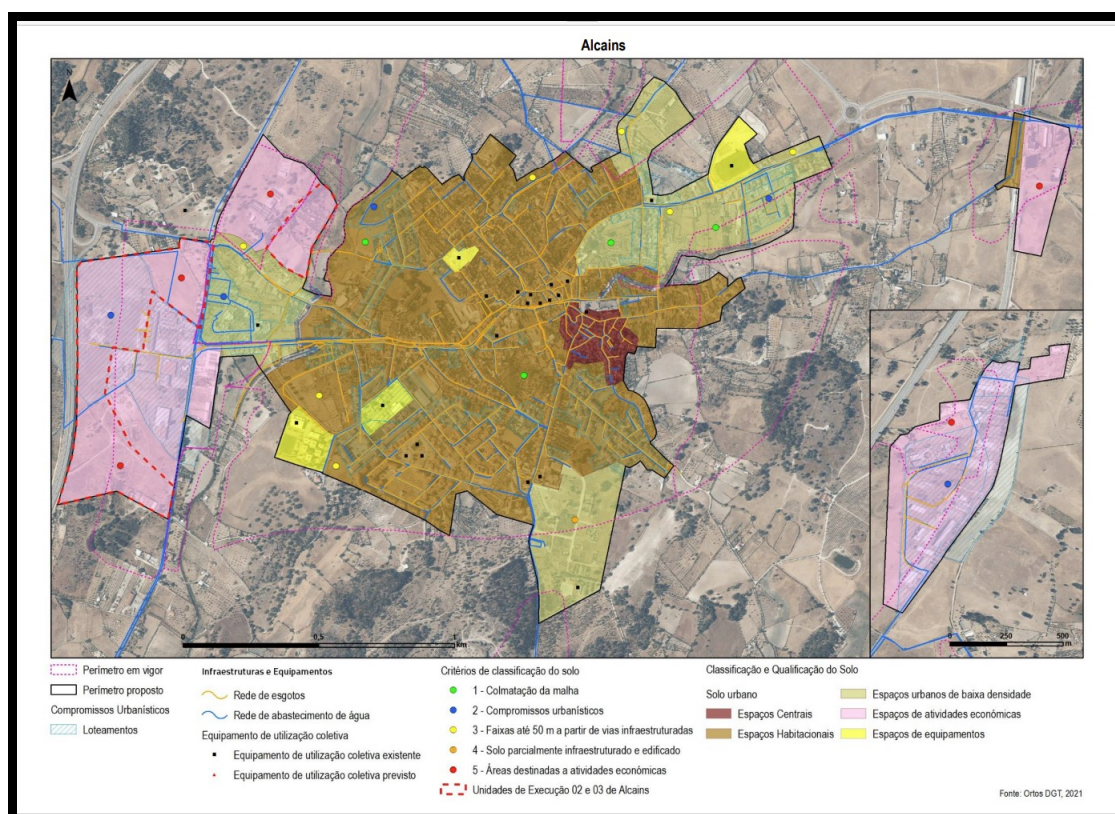 Alcains
N
0
0,5
1
km
0
250
500
m
Perímetro em vigor
Perímetro proposto
Compromissos Urbanísticos
Loteamentos
Infraestruturas e Equipamentos
Rede de esgotos
Rede de abastecimento de água
Equipamento de utilização coletiva
Equipamento de utilização coletiva existente
Equipamento de utilização coletiva previsto
Critérios de classificação do solo
1 - Colmatação da malha
2 - Compromissos urbanísticos
3 - Faixas até 50 m a partir de vias infraestruturadas
4 - Solo parcialmente infraestruturado e edificado
5 - Áreas destinadas a atividades económicas
Unidades de Execução 02 e 03 de Alcains
Classificação e Qualificação do Solo
Solo urbano
Espaços Centrais
Espaços Habitacionais
Espaços urbanos de baixa densidade
Espaços de atividades económicas
Espaços de equipamentos
Fonte: Ortos DGT, 2021